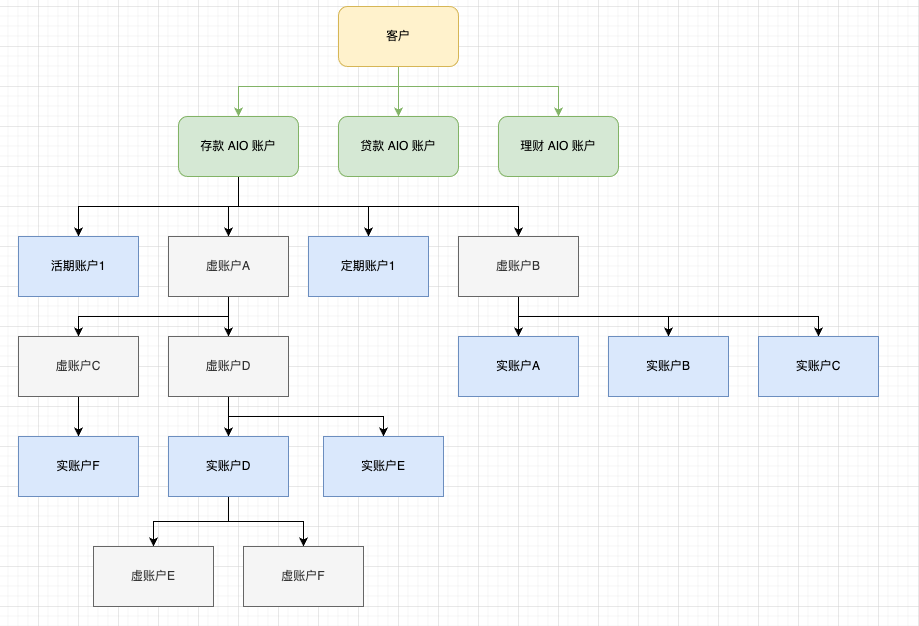 客户
存款 AIO 账户
贷款 AIO 账户
理财 AIO 账户
活期账户1
虚账户A
定期账户1
虚账户B
虚账户C
虚账户D
实账户A
实账户B
实账户C
实账户F
实账户D
实账户E
虚账户E
虚账户F